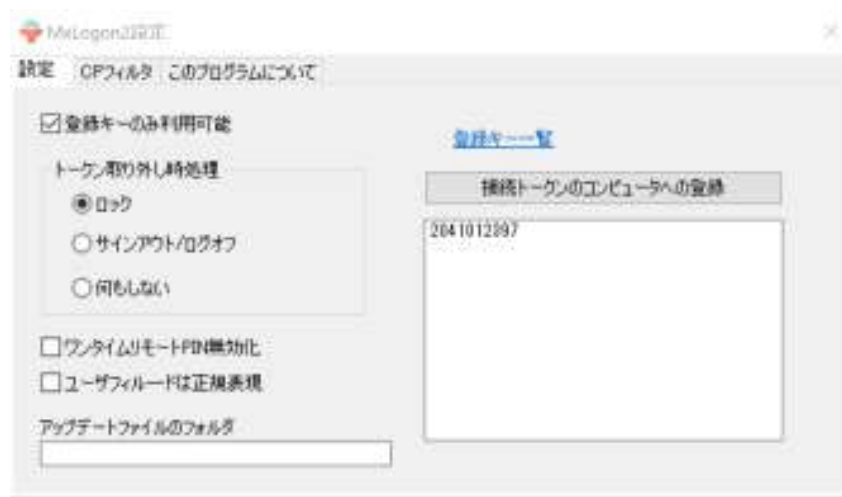 MxLogon2設定
設定
CPフィルタ
このプログラムについて
登録キーのみ利用可能
トークン取り外し時処理
ロック
サインアウト/ログオフ
何もしない
ワンタイムリモートPIN無効化
ユーザフィルードは正規表現
アップデートファイルのフォルダ
登録キー一覧
接続トークンのコンピュータへの登録
2041012397